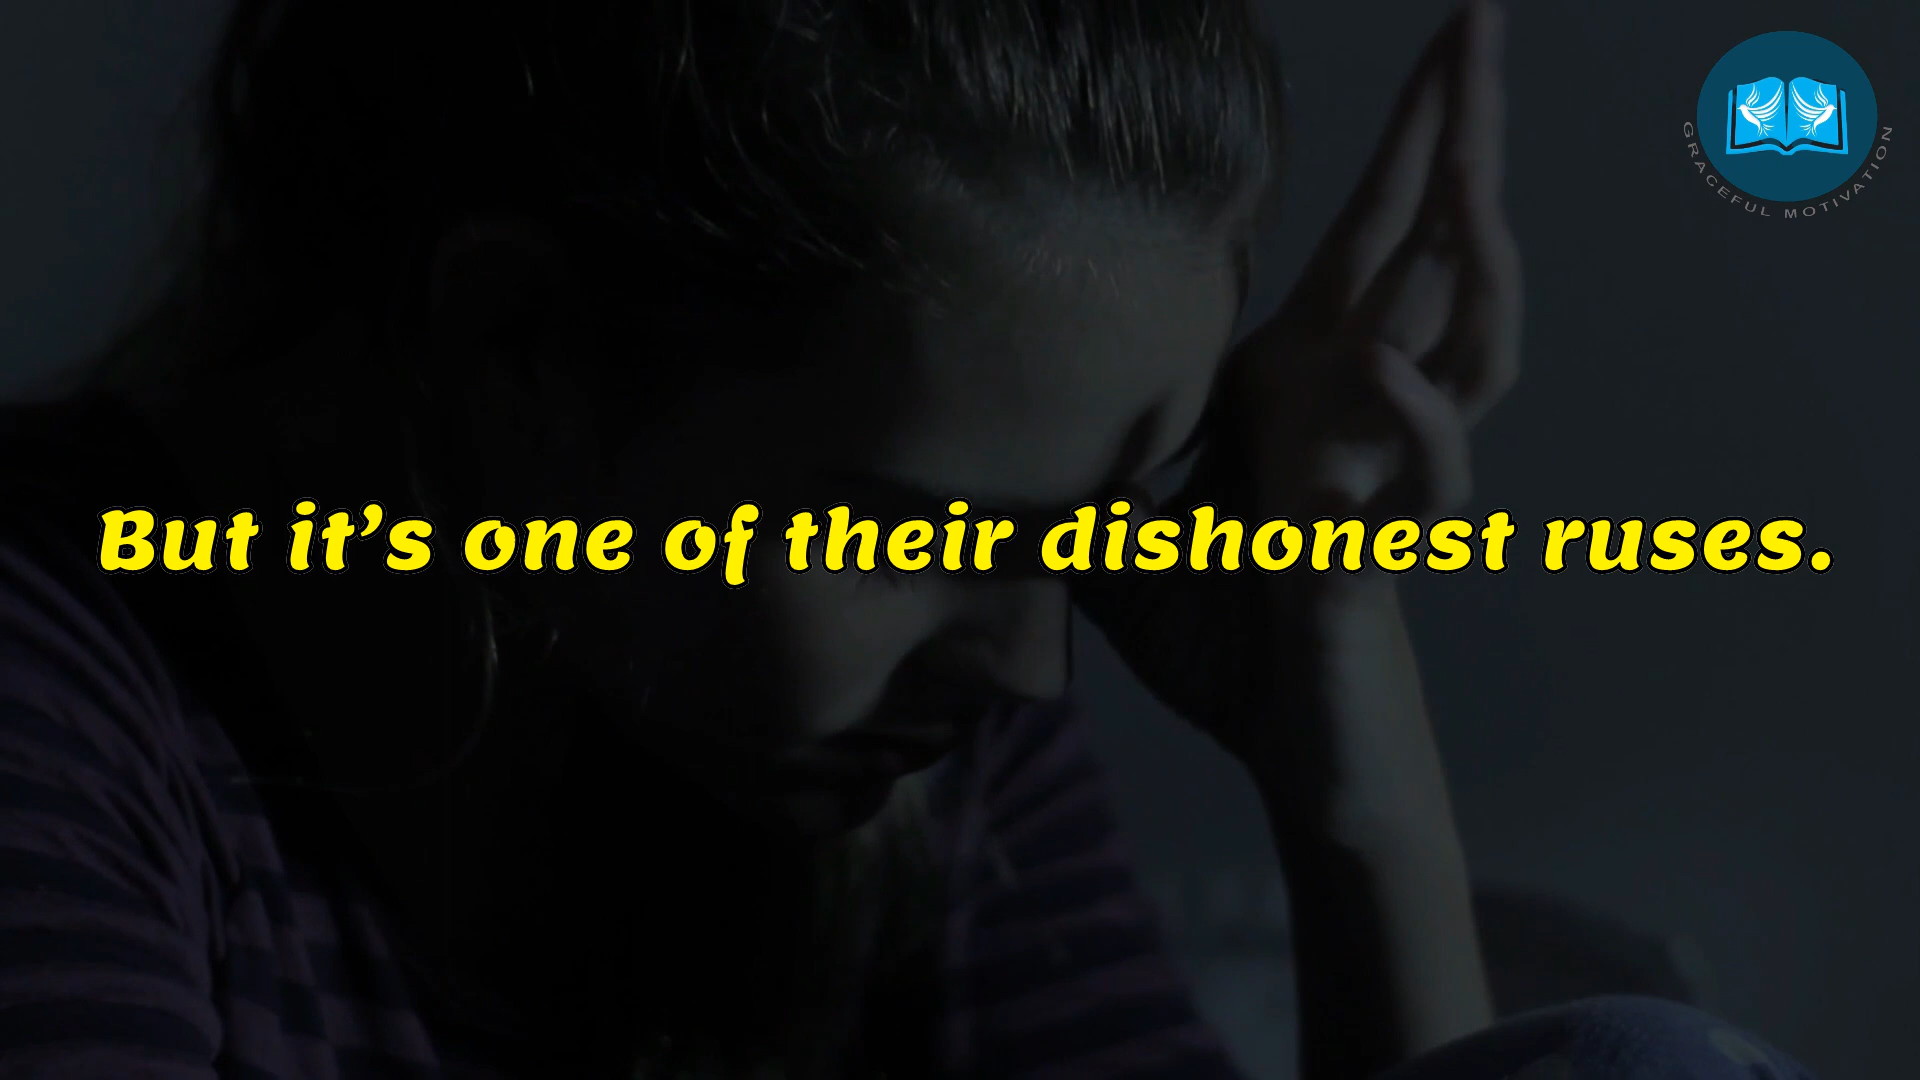 GRACEFUL MOTIVATION
But it’s one of their dishonest ruses.